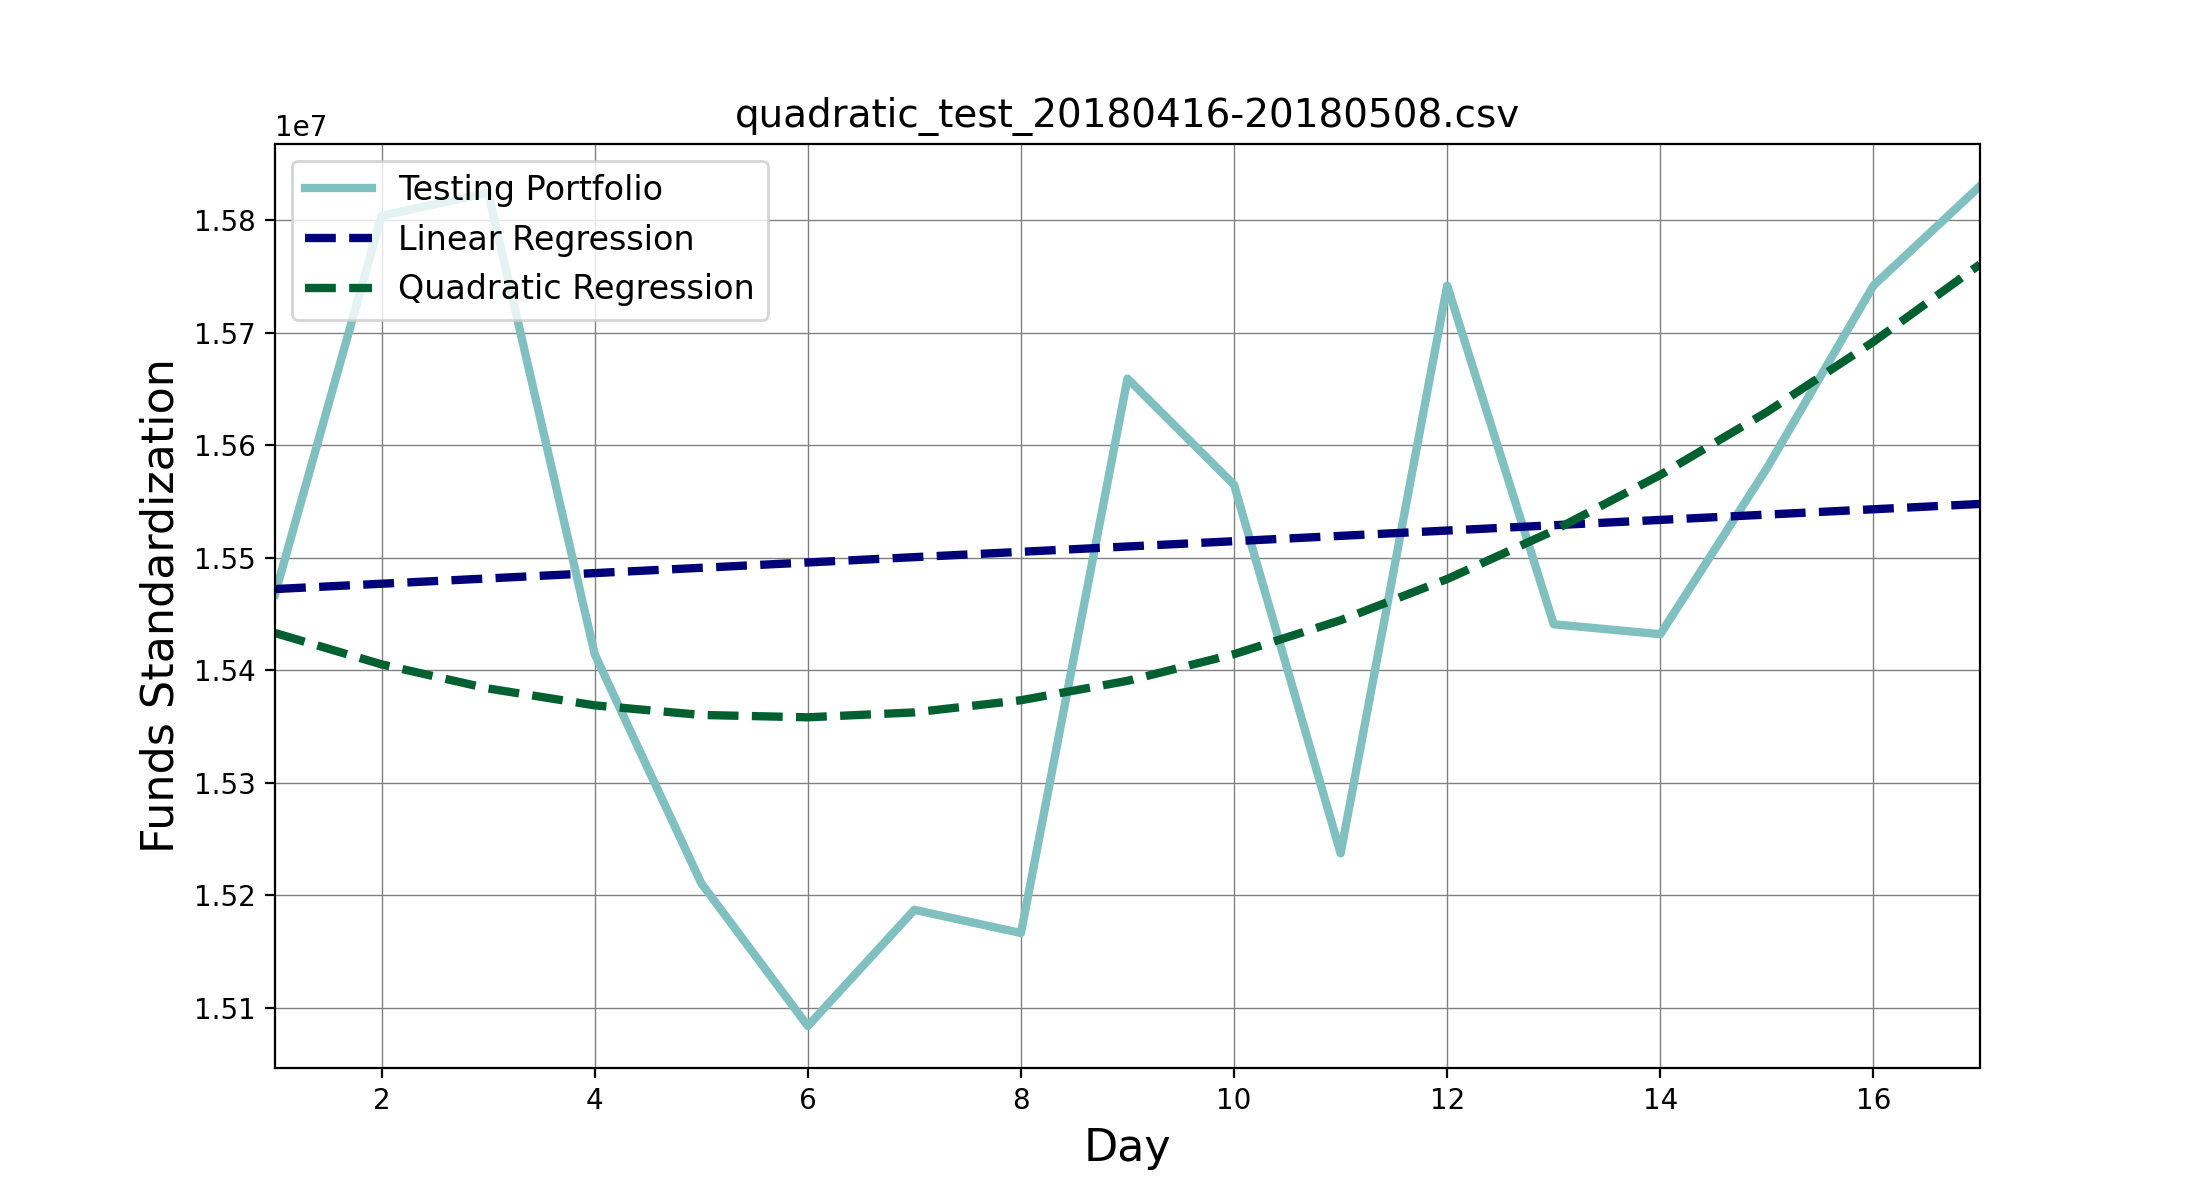 quadratic_test_20180416-20180508.csv
1e7
Testing Portfolio
Linear Regression
Quadratic Regression
Funds Standardization
1.58
1.57
1.56
1.55
1.54
1.53
1.52
1.51
2 4 6 8 10 12 14 16
Day